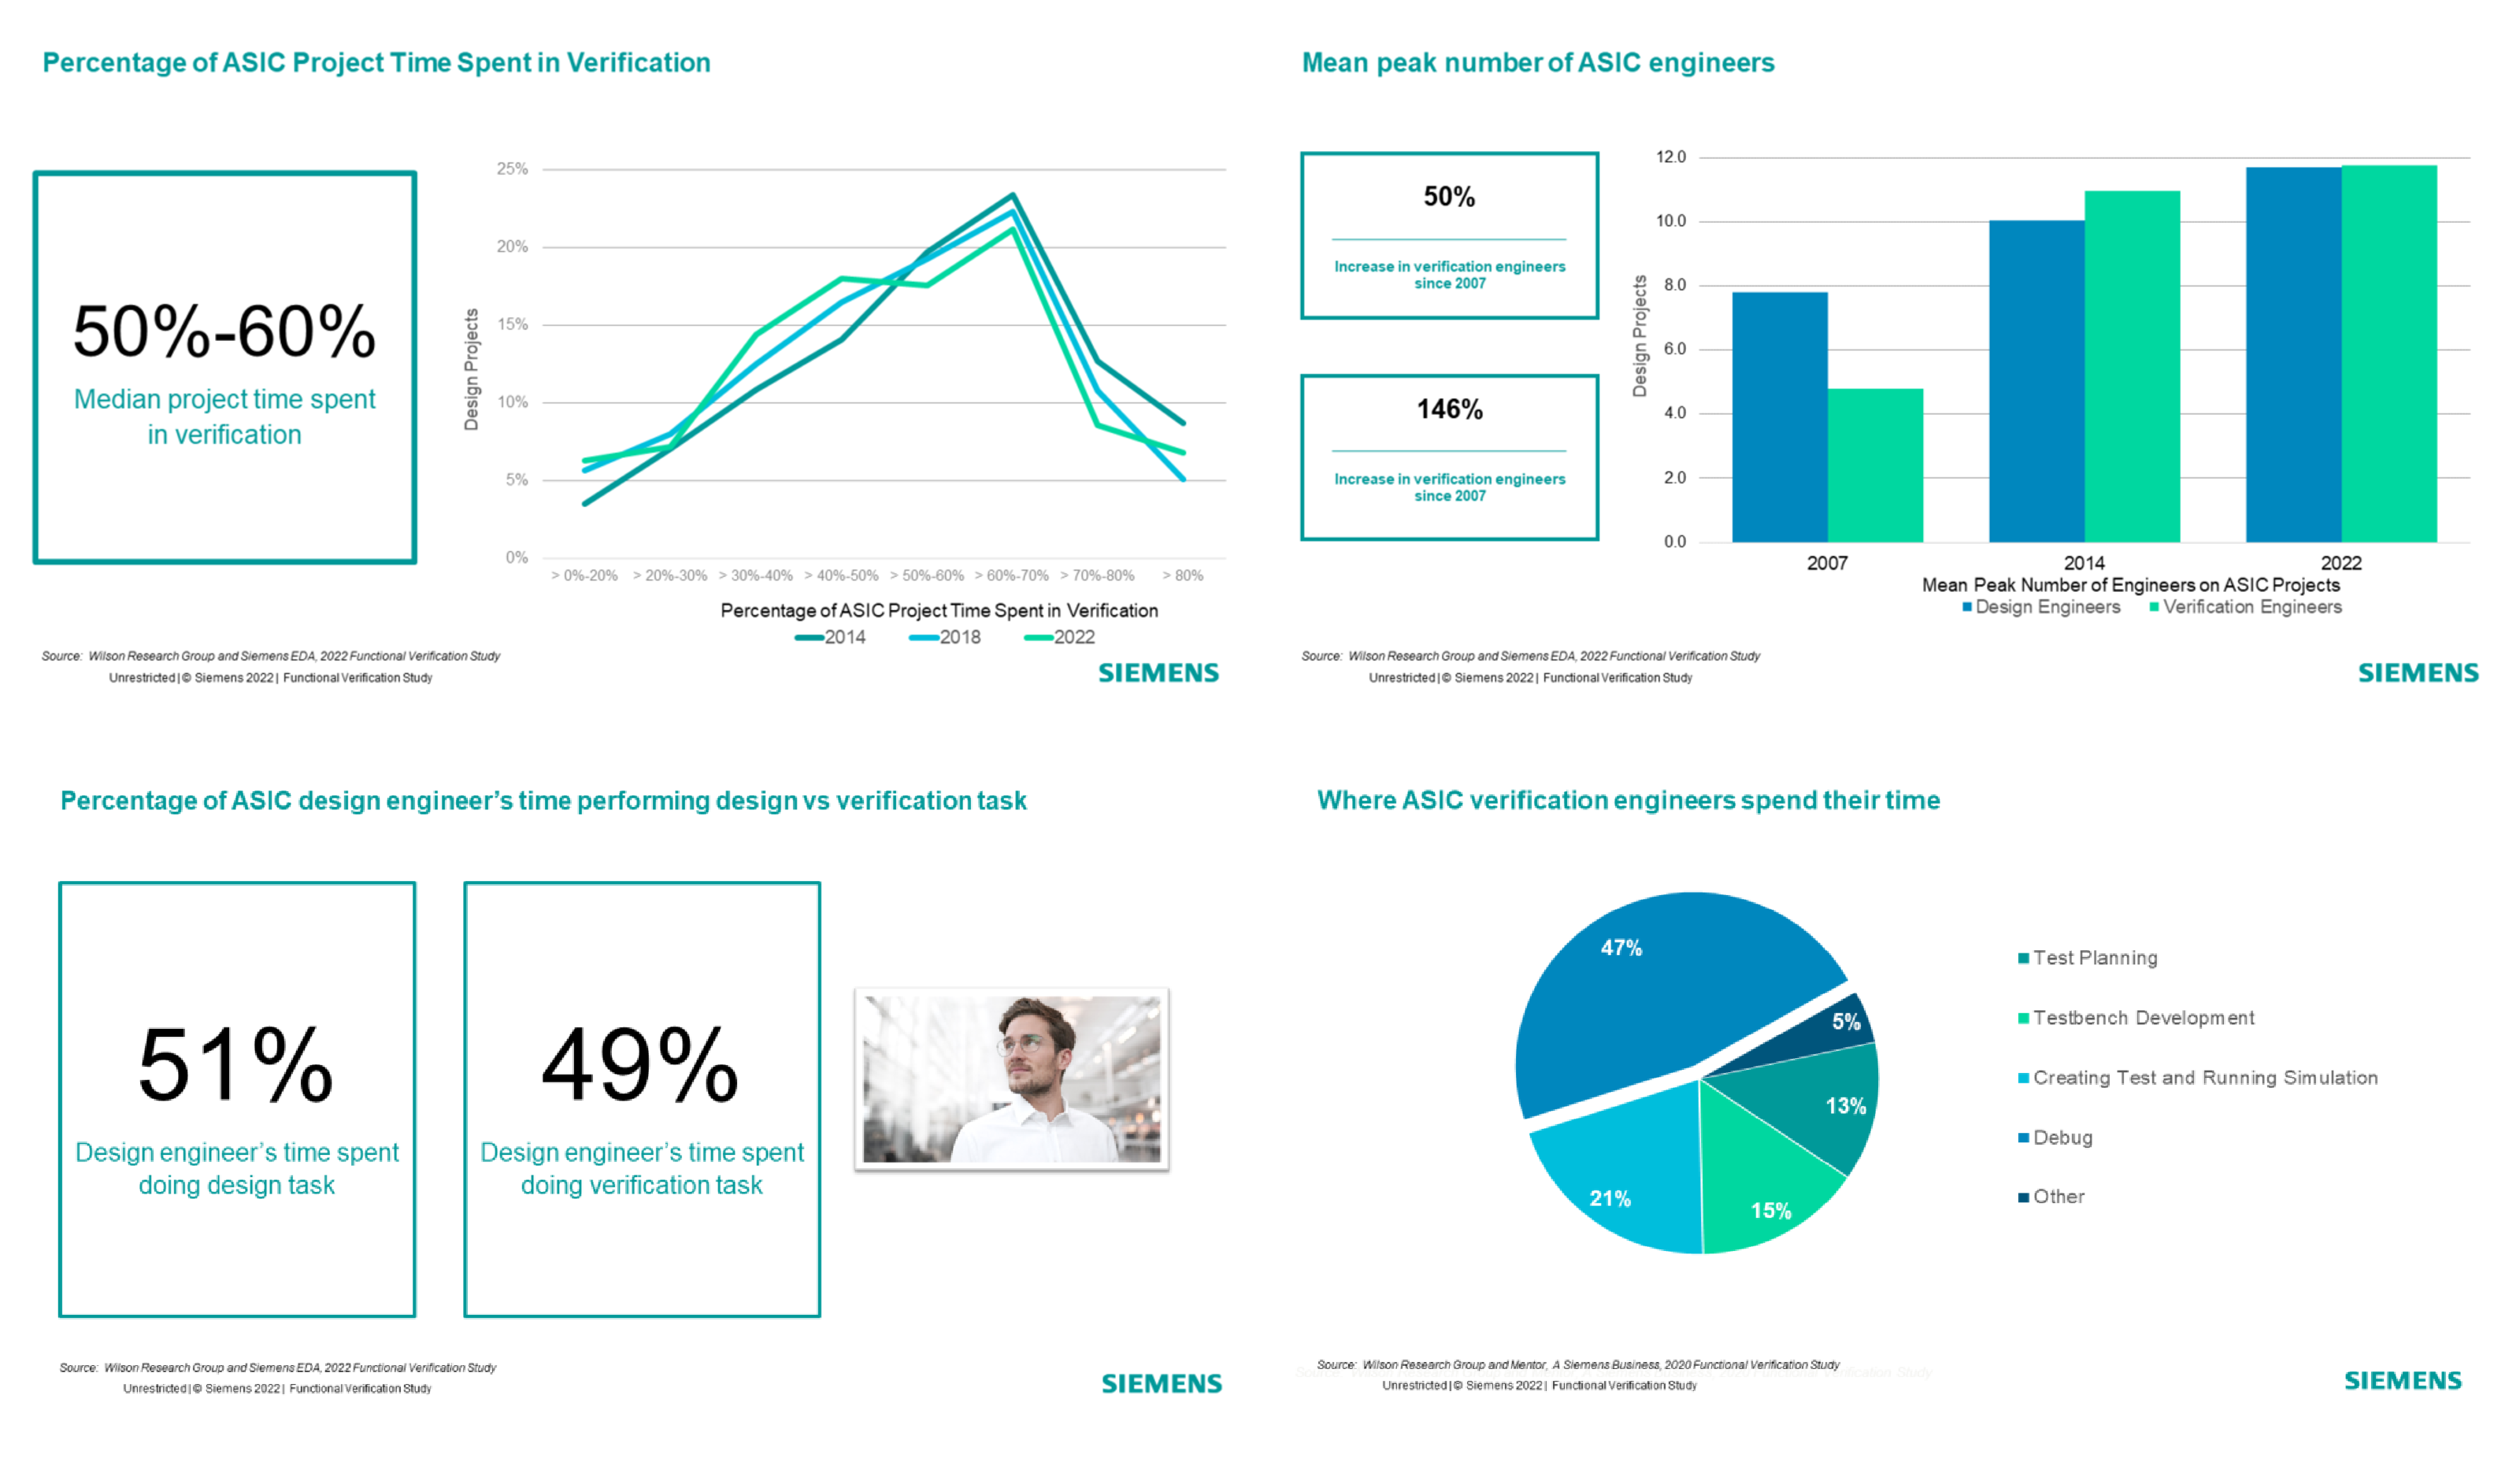 Percentage of ASIC Project Time Spent in Verification
50%-60%
Median project time spent
in verification
Design Projects
25%
20%
15%
10%
5%
0%
> 0%-20% > 20%-30% > 30%-40% > 40%-50% > 50%-60% > 60%-70% > 70%-80% > 80%
Percentage of ASIC Project Time Spent in Verification
2014 2018 2022
Source: Wilson Research Group and Siemens EDA, 2022 Functional Verification Study
Unrestricted | © Siemens 2022 | Functional Verification Study
SIEMENS
Mean peak number of ASIC engineers
50%
Increase in verification engineers
since 2007
146%
Increase in verification engineers
since 2007
Design Projects
12.0
10.0
8.0
6.0
4.0
2.0
0.0
2007 2014 2022
Mean Peak Number of Engineers on ASIC Projects
Design Engineers Verification Engineers
Source: Wilson Research Group and Siemens EDA, 2022 Functional Verification Study
Unrestricted | © Siemens 2022 | Functional Verification Study
SIEMENS
Percentage of ASIC design engineer’s time performing design vs verification task
51%
Design engineer’s time spent
doing design task
49%
Design engineer’s time spent
doing verification task
Source: Wilson Research Group and Siemens EDA, 2022 Functional Verification Study
Unrestricted | © Siemens 2022 | Functional Verification Study
SIEMENS
Where ASIC verification engineers spend their time
47%
5%
13%
15%
21%
Test Planning
Testbench Development
Creating Test and Running Simulation
Debug
Other
Source: Wilson Research Group and Mentor, A Siemens Business, 2020 Functional Verification Study
Unrestricted | © Siemens 2022 | Functional Verification Study
SIEMENS